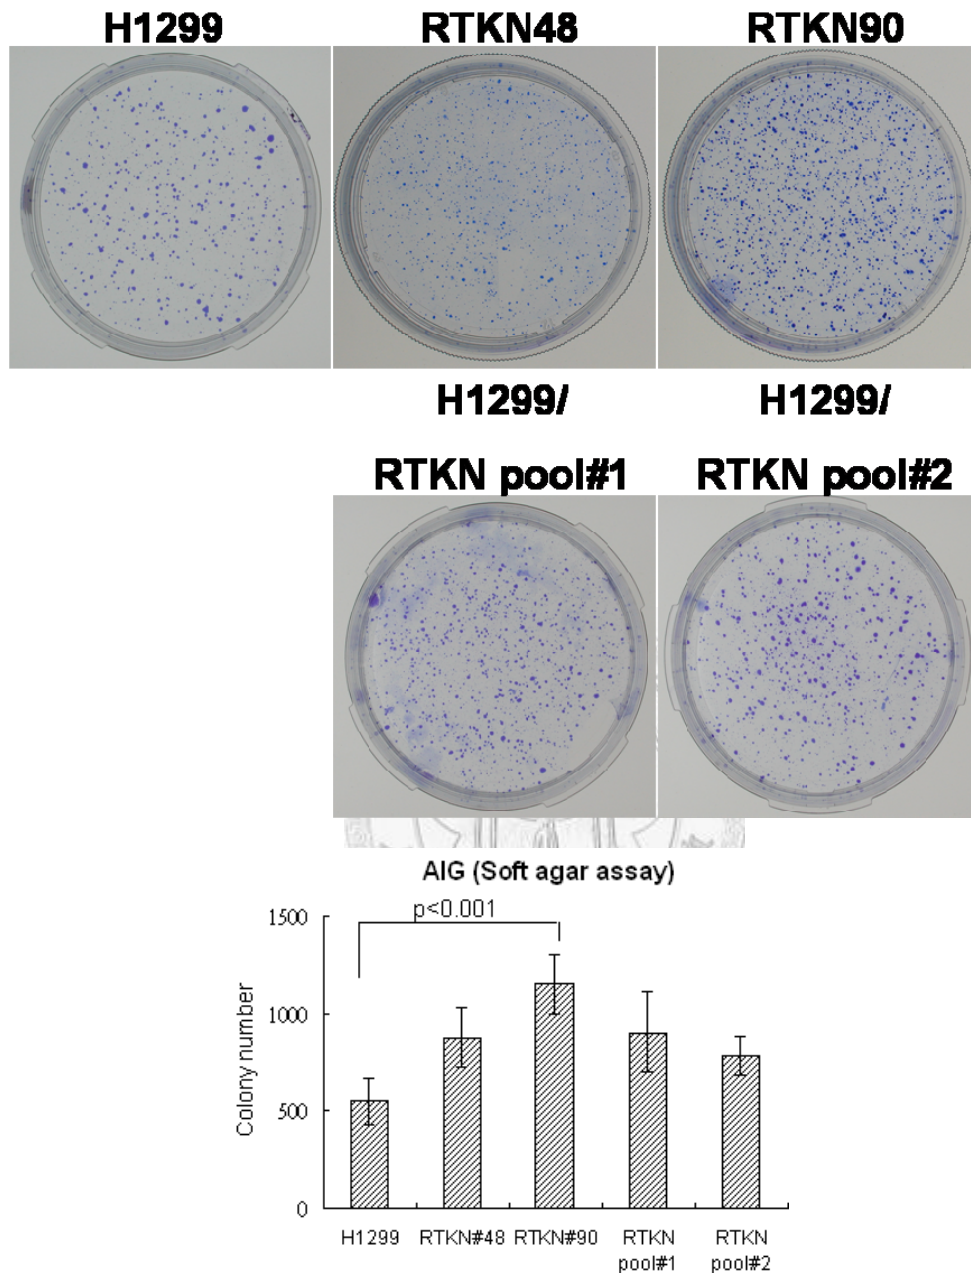 H1299 RTKN48 RTKN90
H1299/ H1299/
RTKN pool#1 RTKN pool#2
AIG (Soft agar assay)
p<0.001
1500
1000
500
0
Colony number
H1299 RTKN#48 RTKN#90 RTKN RTKN
pool#1 pool#2